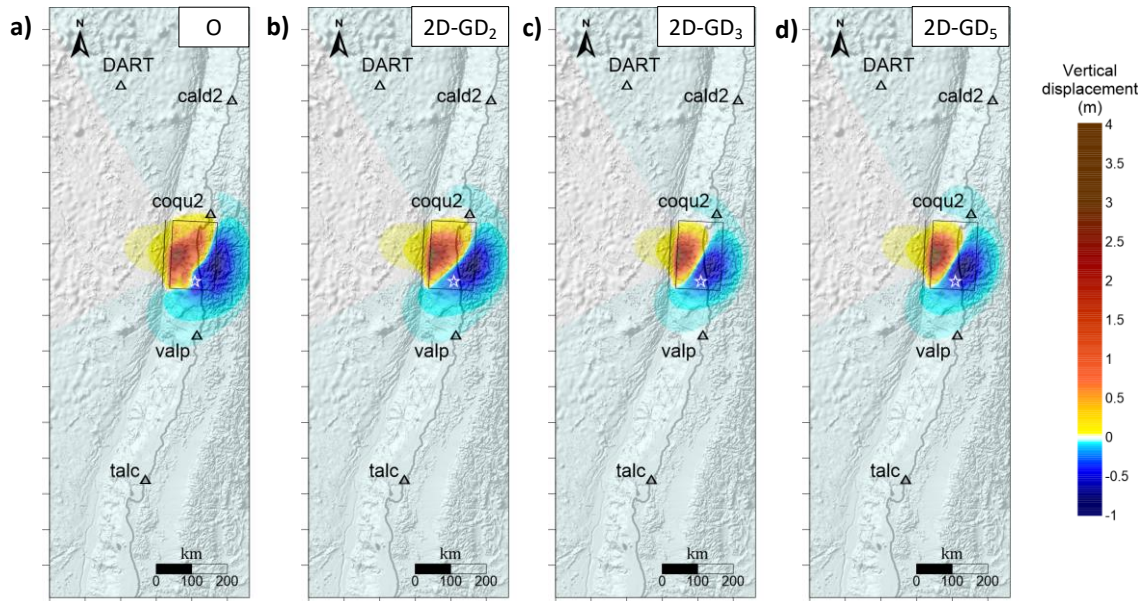 a)
N
O
DART
cald2
coqu2
valp
talc
km
0 100 200
b)
N
2D-GD₂
DART
cald2
coqu2
valp
talc
km
0 100 200
c)
N
2D-GD₃
DART
cald2
coqu2
valp
talc
km
0 100 200
d)
N
2D-GD₅
DART
cald2
coqu2
valp
talc
km
0 100 200
Vertical
displacement
(m)
4
3.5
3
2.5
2
1.5
1
0.5
0
-0.5
-1